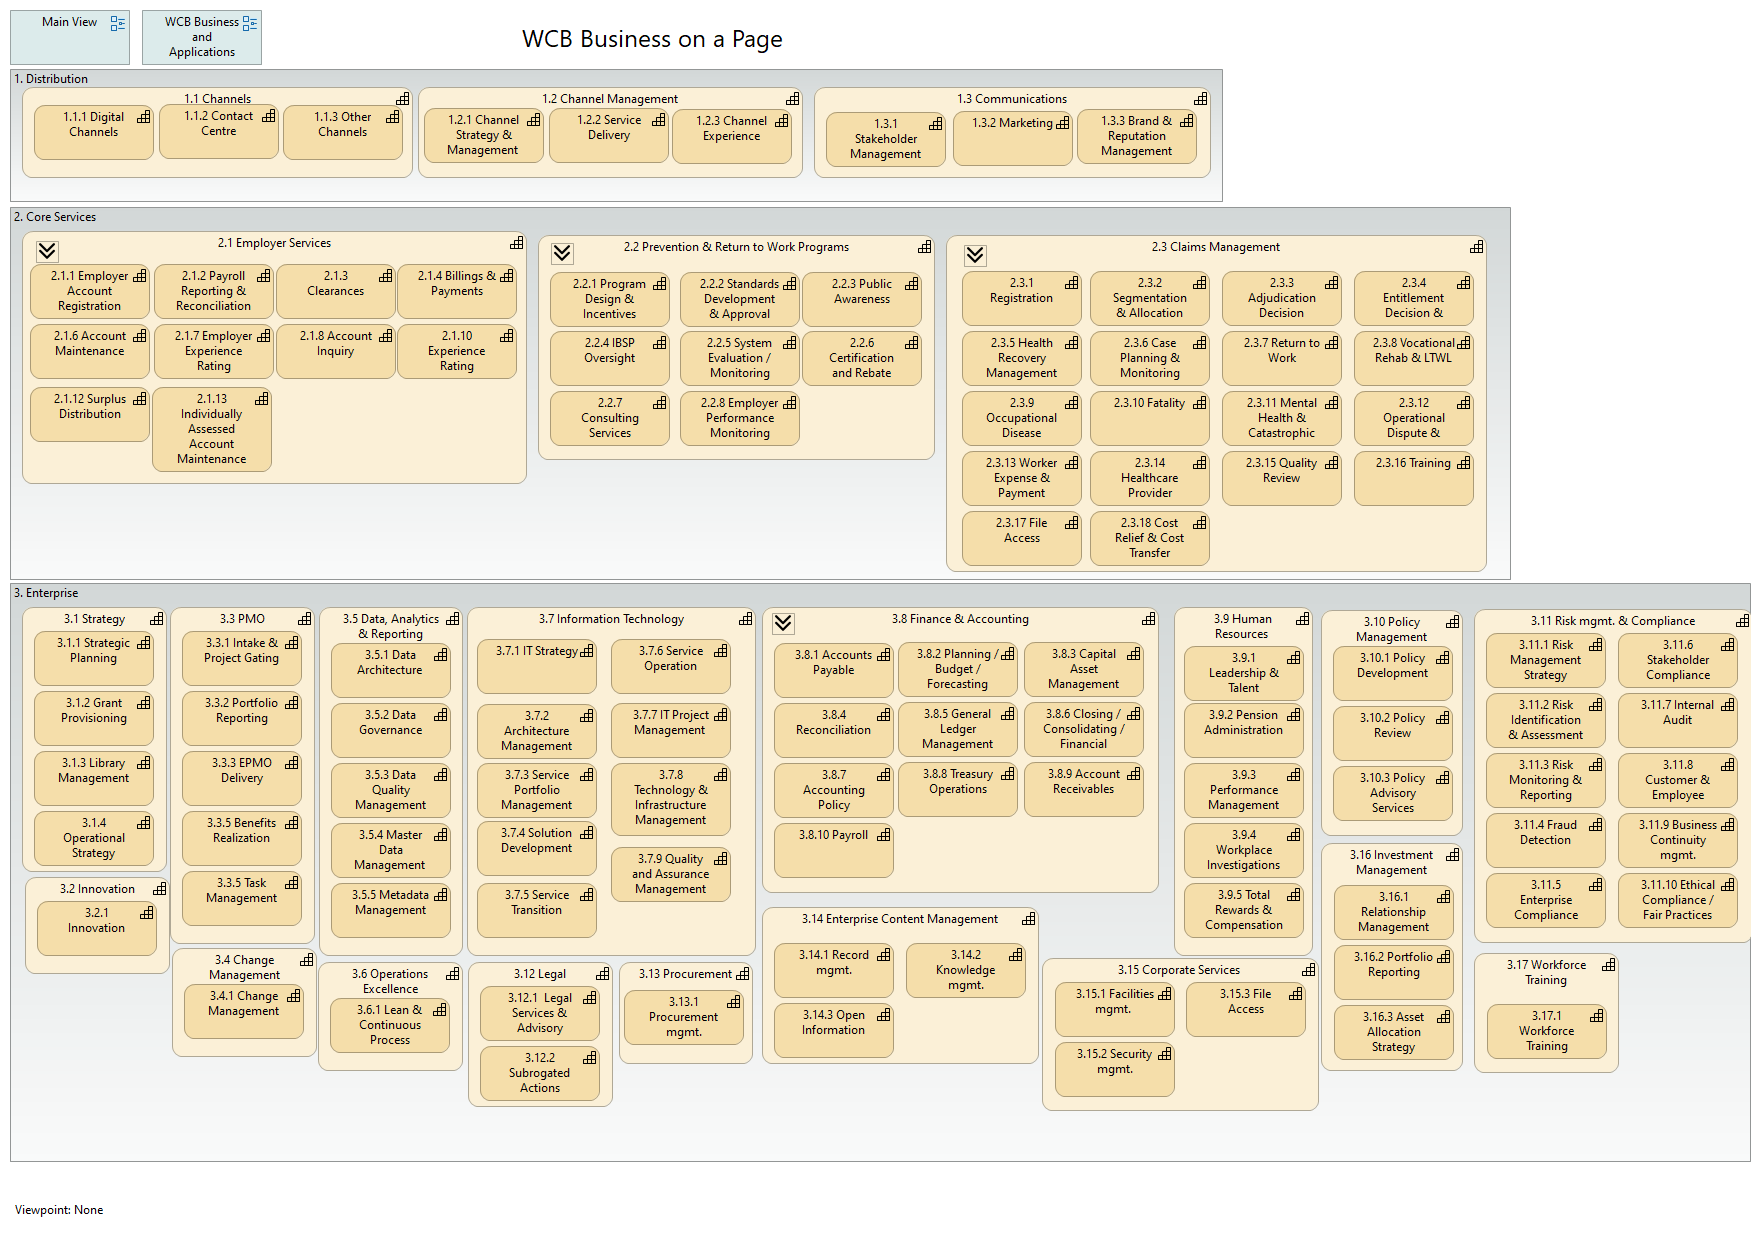 Main View
WCB Business
and
Applications
WCB Business on a Page
1. Distribution
1.1 Channels
1.1.1 Digital
Channels
1.1.2 Contact
Centre
1.1.3 Other
Channels
1.2 Channel Management
1.2.1 Channel
Strategy &
Management
1.2.2 Service
Delivery
1.2.3 Channel
Experience
1.3 Communications
1.3.1
Stakeholder
Management
1.3.2 Marketing
1.3.3 Brand &
Reputation
Management
2. Core Services
2.1 Employer Services
2.1.1 Employer
Account
Registration
2.1.2 Payroll
Reporting &
Reconciliation
2.1.3
Clearances
2.1.4 Billings &
Payments
2.1.6 Account
Maintenance
2.1.7 Employer
Experience
Rating
2.1.8 Account
Inquiry
2.1.10
Experience
Rating
2.1.12 Surplus
Distribution
2.1.13
Individually
Assessed
Account
Maintenance
2.2 Prevention & Return to Work Programs
2.2.1 Program
Design &
Incentives
2.2.2 Standards
Development
& Approval
2.2.3 Public
Awareness
2.2.4 IBSP
Oversight
2.2.5 System
Evaluation /
Monitoring
2.2.6
Certification
and Rebate
2.2.7
Consulting
Services
2.2.8 Employer
Performance
Monitoring
2.3 Claims Management
2.3.1
Registration
2.3.2
Segmentation
& Allocation
2.3.3
Adjudication
Decision
2.3.4
Entitlement
Decision &
2.3.5 Health
Recovery
Management
2.3.6 Case
Planning &
Monitoring
2.3.7 Return to
Work
2.3.8 Vocational
Rehab & LTWL
2.3.9
Occupational
Disease
2.3.10 Fatality
2.3.11 Mental
Health &
Catastrophic
2.3.12
Operational
Dispute &
2.3.13 Worker
Expense &
Payment
2.3.14
Healthcare
Provider
2.3.15 Quality
Review
2.3.16 Training
2.3.17 File
Access
2.3.18 Cost
Relief & Cost
Transfer
3. Enterprise
3.1 Strategy
3.1.1 Strategic
Planning
3.1.2 Grant
Provisioning
3.1.3 Library
Management
3.1.4
Operational
Strategy
3.2 Innovation
3.2.1
Innovation
3.3 PMO
3.3.1 Intake &
Project Gating
3.3.2 Portfolio
Reporting
3.3.3 EPMO
Delivery
3.3.5 Benefits
Realization
3.3.5 Task
Management
3.4 Change
Management
3.4.1 Change
Management
3.5 Data, Analytics
& Reporting
3.5.1 Data
Architecture
3.5.2 Data
Governance
3.5.3 Data
Quality
Management
3.5.4 Master
Data
Management
3.5.5 Metadata
Management
3.6 Operations
Excellence
3.6.1 Lean &
Continuous
Process
3.7 Information Technology
3.7.1 IT Strategy
3.7.6 Service
Operation
3.7.2
Architecture
Management
3.7.7 IT Project
Management
3.7.3 Service
Portfolio
Management
3.7.8
Technology &
Infrastructure
Management
3.7.4 Solution
Development
3.7.9 Quality
and Assurance
Management
3.7.5 Service
Transition
3.12 Legal
3.12.1  Legal
Services &
Advisory
3.12.2
Subrogated
Actions
3.13 Procurement
3.13.1
Procurement
mgmt.
3.8 Finance & Accounting
3.8.1 Accounts
Payable
3.8.2 Planning /
Budget /
Forecasting
3.8.3 Capital
Asset
Management
3.8.4
Reconciliation
3.8.5 General
Ledger
Management
3.8.6 Closing /
Consolidating /
Financial
3.8.7
Accounting
Policy
3.8.8 Treasury
Operations
3.8.9 Account
Receivables
3.8.10 Payroll
3.14 Enterprise Content Management
3.14.1 Record
mgmt.
3.14.2
Knowledge
mgmt.
3.14.3 Open
Information
3.15 Corporate Services
3.15.1 Facilities
mgmt.
3.15.3 File
Access
3.15.2 Security
mgmt.
3.9 Human
Resources
3.9.1
Leadership &
Talent
3.9.2 Pension
Administration
3.9.3
Performance
Management
3.9.4
Workplace
Investigations
3.9.5 Total
Rewards &
Compensation
3.10 Policy
Management
3.10.1 Policy
Development
3.10.2 Policy
Review
3.10.3 Policy
Advisory
Services
3.16 Investment
Management
3.16.1
Relationship
Management
3.16.2 Portfolio
Reporting
3.16.3 Asset
Allocation
Strategy
3.11 Risk mgmt. & Compliance
3.11.1 Risk
Management
Strategy
3.11.6
Stakeholder
Compliance
3.11.2 Risk
Identification
& Assessment
3.11.7 Internal
Audit
3.11.3 Risk
Monitoring &
Reporting
3.11.8
Customer &
Employee
3.11.4 Fraud
Detection
3.11.9 Business
Continuity
mgmt.
3.11.5
Enterprise
Compliance
3.11.10 Ethical
Compliance /
Fair Practices
3.17 Workforce
Training
3.17.1
Workforce
Training
Viewpoint: None